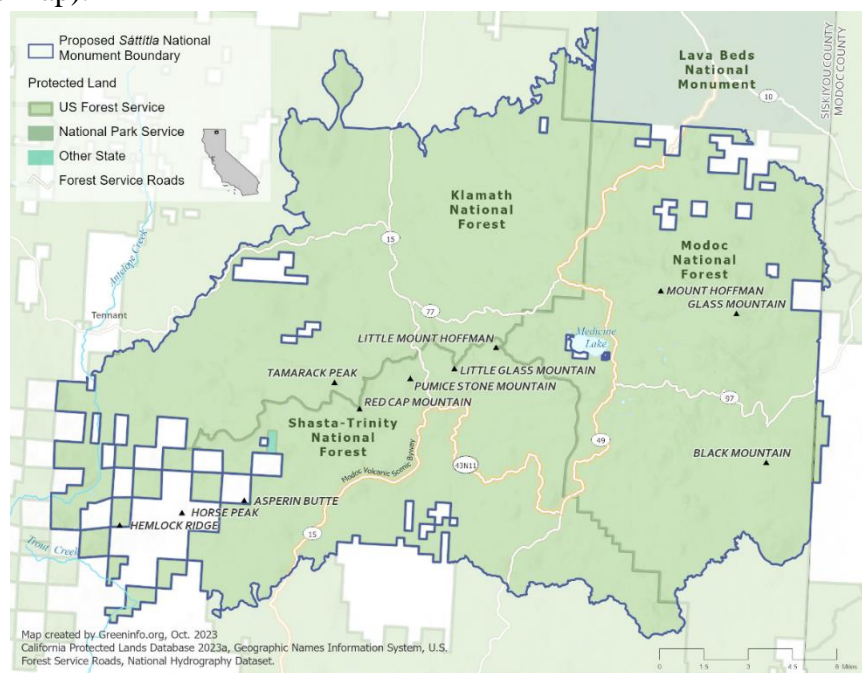 Proposed Sáttítla National
Monument Boundary
Protected Land
US Forest Service
National Park Service
Other State
Forest Service Roads
Lava Beds
National
Monument
SISKIYOU COUNTY
MODOC COUNTY
10
Klamath
National
Forest
15
Modoc
National
Forest
MOUNT HOFFMAN
GLASS MOUNTAIN
Antelope Creek
Tennant
77
LITTLE MOUNT HOFFMAN
Medicine
Lake
LITTLE GLASS MOUNTAIN
TAMARACK PEAK
PUMICE STONE MOUNTAIN
RED CAP MOUNTAIN
97
Shasta-Trinity
National
Forest
49
BLACK MOUNTAIN
43N11
Modoc Volcanic Scenic Byway
ASPERIN BUTTE
HORSE PEAK
HEMLOCK RIDGE
15
Trout Creek
Map created by Greeninfo.org, Oct. 2023
California Protected Lands Database 2023a, Geographic Names Information System, U.S.
Forest Service Roads, National Hydrography Dataset.
0 1.5 3 4.5 6 Miles